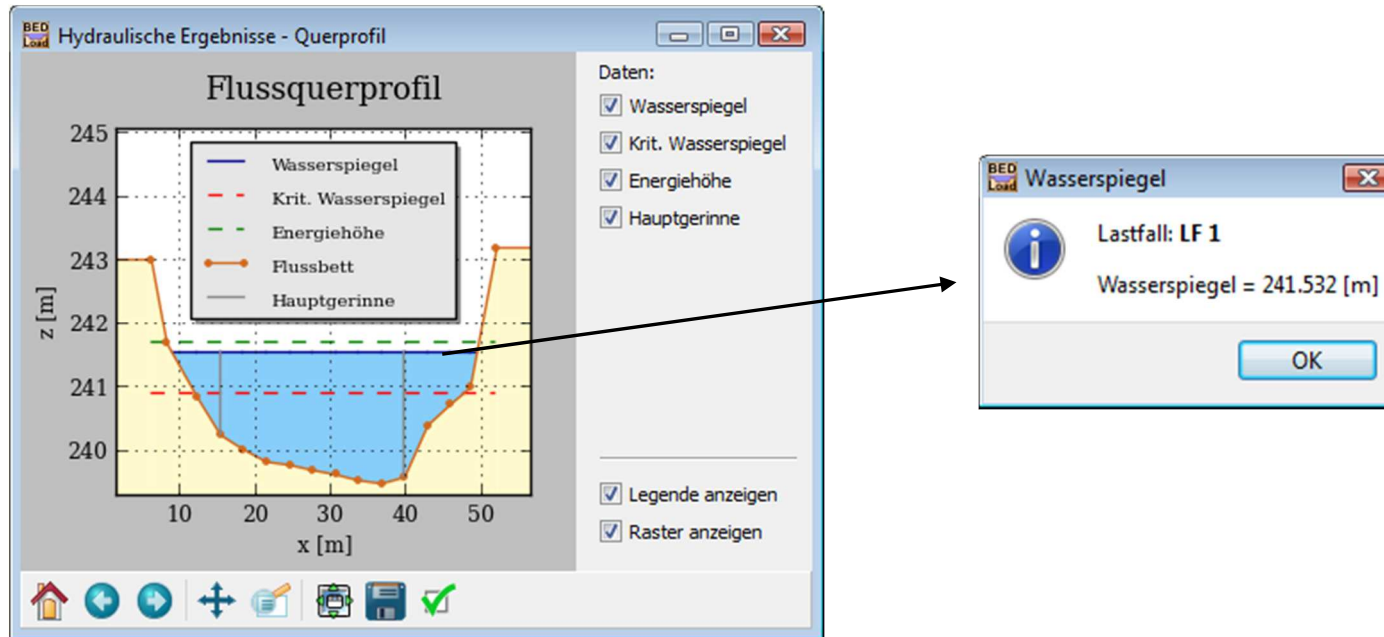 BED Load Hydraulische Ergebnisse - Querprofil
Flussquerprofil
245
244
243
242
241
240
z [m]
Wasserspiegel
Krit. Wasserspiegel
Energiehöhe
Flussbett
Hauptgerinne
10 20 30 40 50
x [m]
Daten:
Wasserspiegel
Krit. Wasserspiegel
Energiehöhe
Hauptgerinne
Legende anzeigen
Raster anzeigen
BED Load Wasserspiegel
Lastfall: LF 1
Wasserspiegel = 241.532 [m]
OK